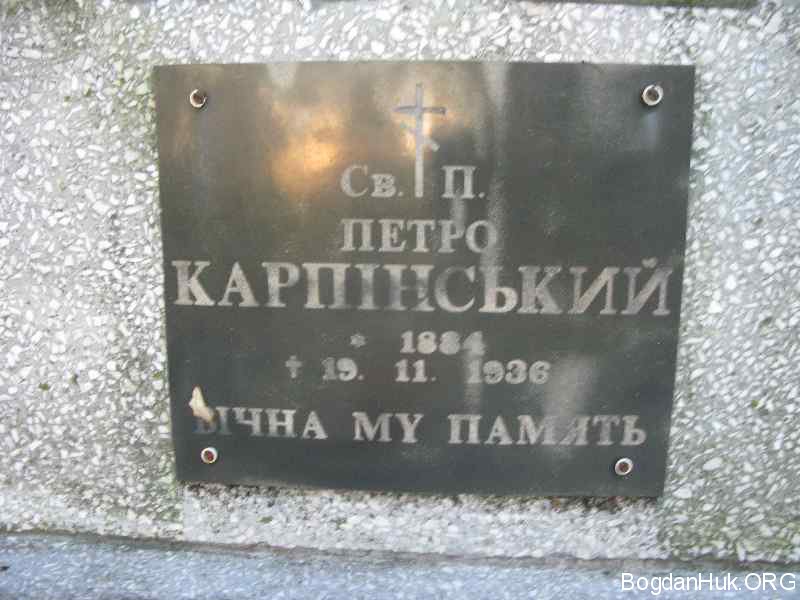 Св. П.
ПЕТРО
КАРПІНСЬКИЙ
* 1884
† 19. 11. 1936
ВІЧНА МУ ПАМЯТЬ
BogdanHuk.ORG